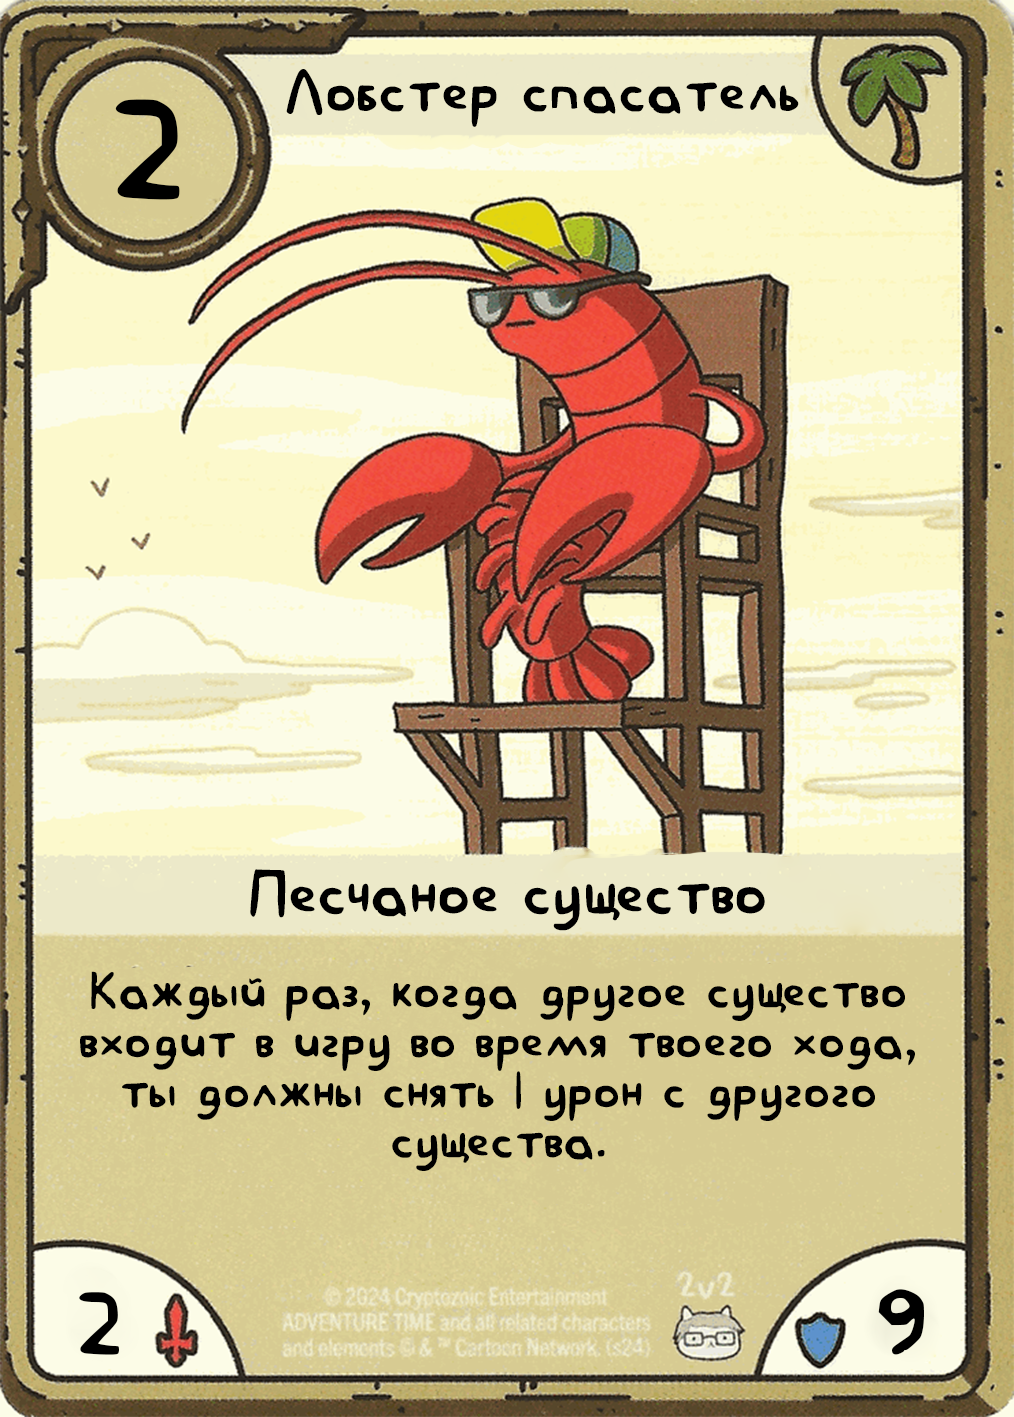 2
Лобстер спасатель
Песчаное существо
Каждый раз, когда другое существо
входит в игру во время твоего хода,
ты должны снять 1 урон с другого
существа.
2
© 2024 Cryptozoic Entertainment
ADVENTURE TIME and all related characters
and elements © & ™ Cartoon Network. (s24)
2v2
9